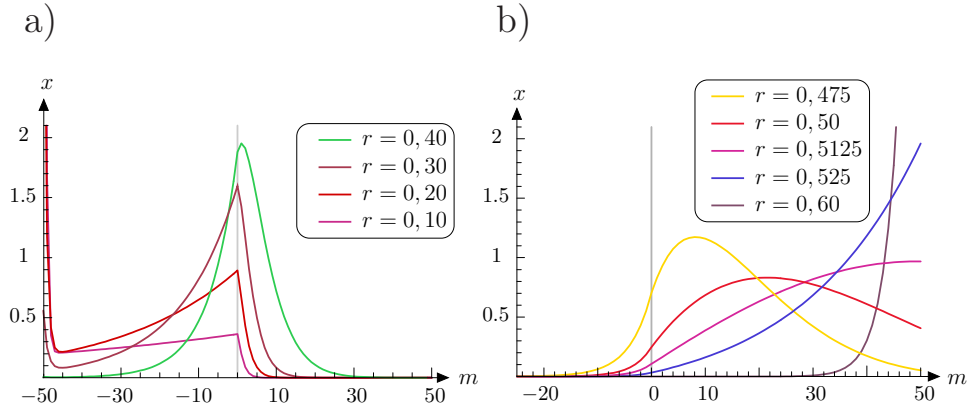 a)
x
2
1.5
1
0.5
−50 −30 −10 10 30 50 m
r = 0, 40
r = 0, 30
r = 0, 20
r = 0, 10
b)
x
2
1.5
1
0.5
−20 0 10 20 30 40 50 m
r = 0, 475
r = 0, 50
r = 0, 5125
r = 0, 525
r = 0, 60